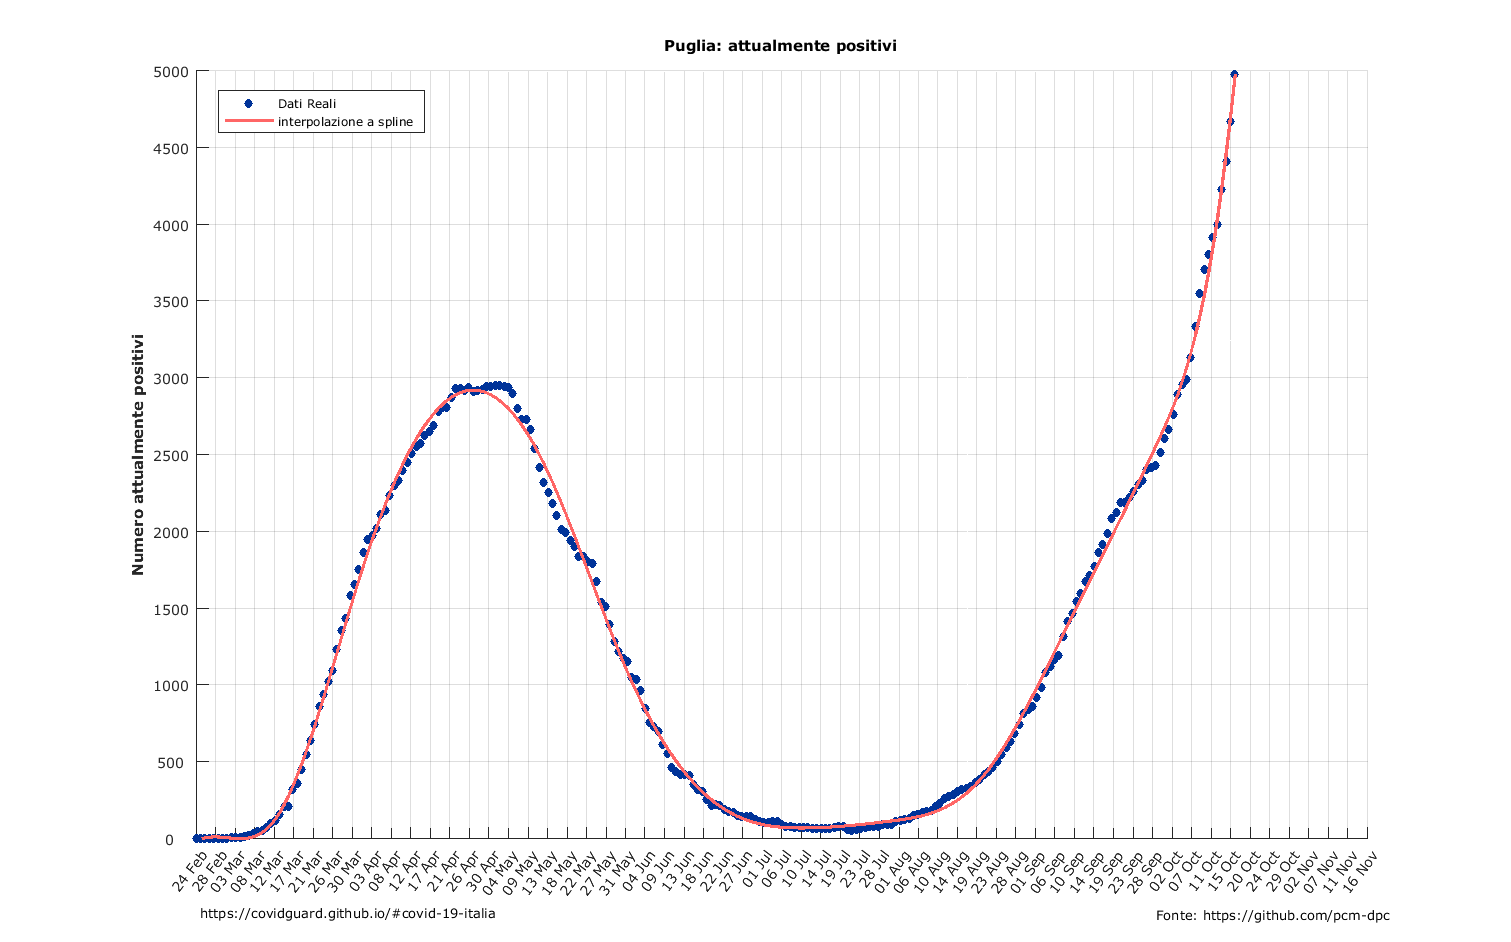 Puglia: attualmente positivi
Dati Reali
interpolazione a spline
Numero attualmente positivi
5000
4500
4000
3500
3000
2500
2000
1500
1000
500
0
24 Feb
28 Feb
03 Mar
08 Mar
12 Mar
17 Mar
21 Mar
26 Mar
30 Mar
03 Apr
08 Apr
12 Apr
17 Apr
21 Apr
26 Apr
30 Apr
04 May
09 May
13 May
18 May
22 May
27 May
31 May
04 Jun
09 Jun
13 Jun
18 Jun
22 Jun
27 Jun
01 Jul
06 Jul
10 Jul
14 Jul
19 Jul
23 Jul
28 Jul
01 Aug
06 Aug
10 Aug
14 Aug
19 Aug
23 Aug
28 Aug
01 Sep
06 Sep
10 Sep
14 Sep
19 Sep
23 Sep
28 Sep
02 Oct
07 Oct
11 Oct
15 Oct
20 Oct
24 Oct
29 Oct
02 Nov
07 Nov
11 Nov
16 Nov
https://covidguard.github.io/#covid-19-italia
Fonte: https://github.com/pcm-dpc